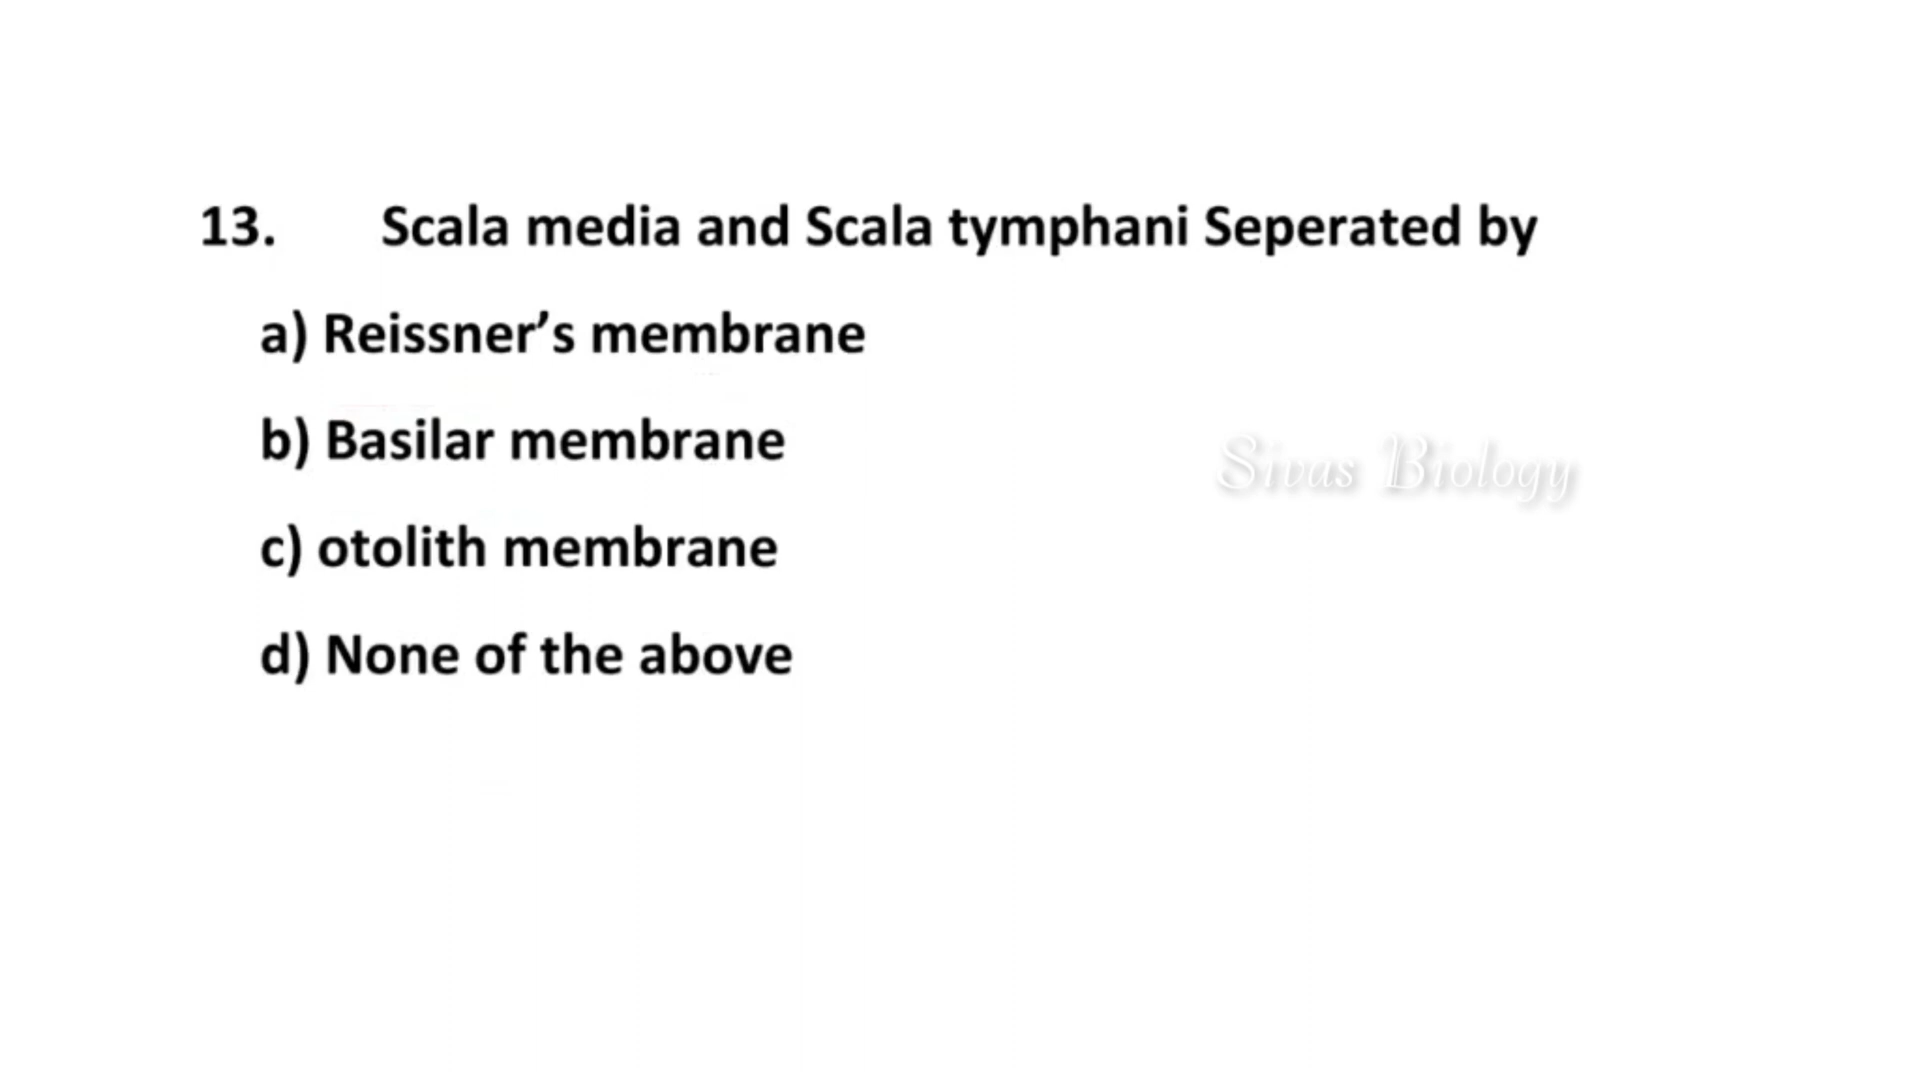 13. Scala media and Scala tymphani Seperated by
a) Reissner’s membrane
b) Basilar membrane
Sivas Biology
c) otolith membrane
d) None of the above